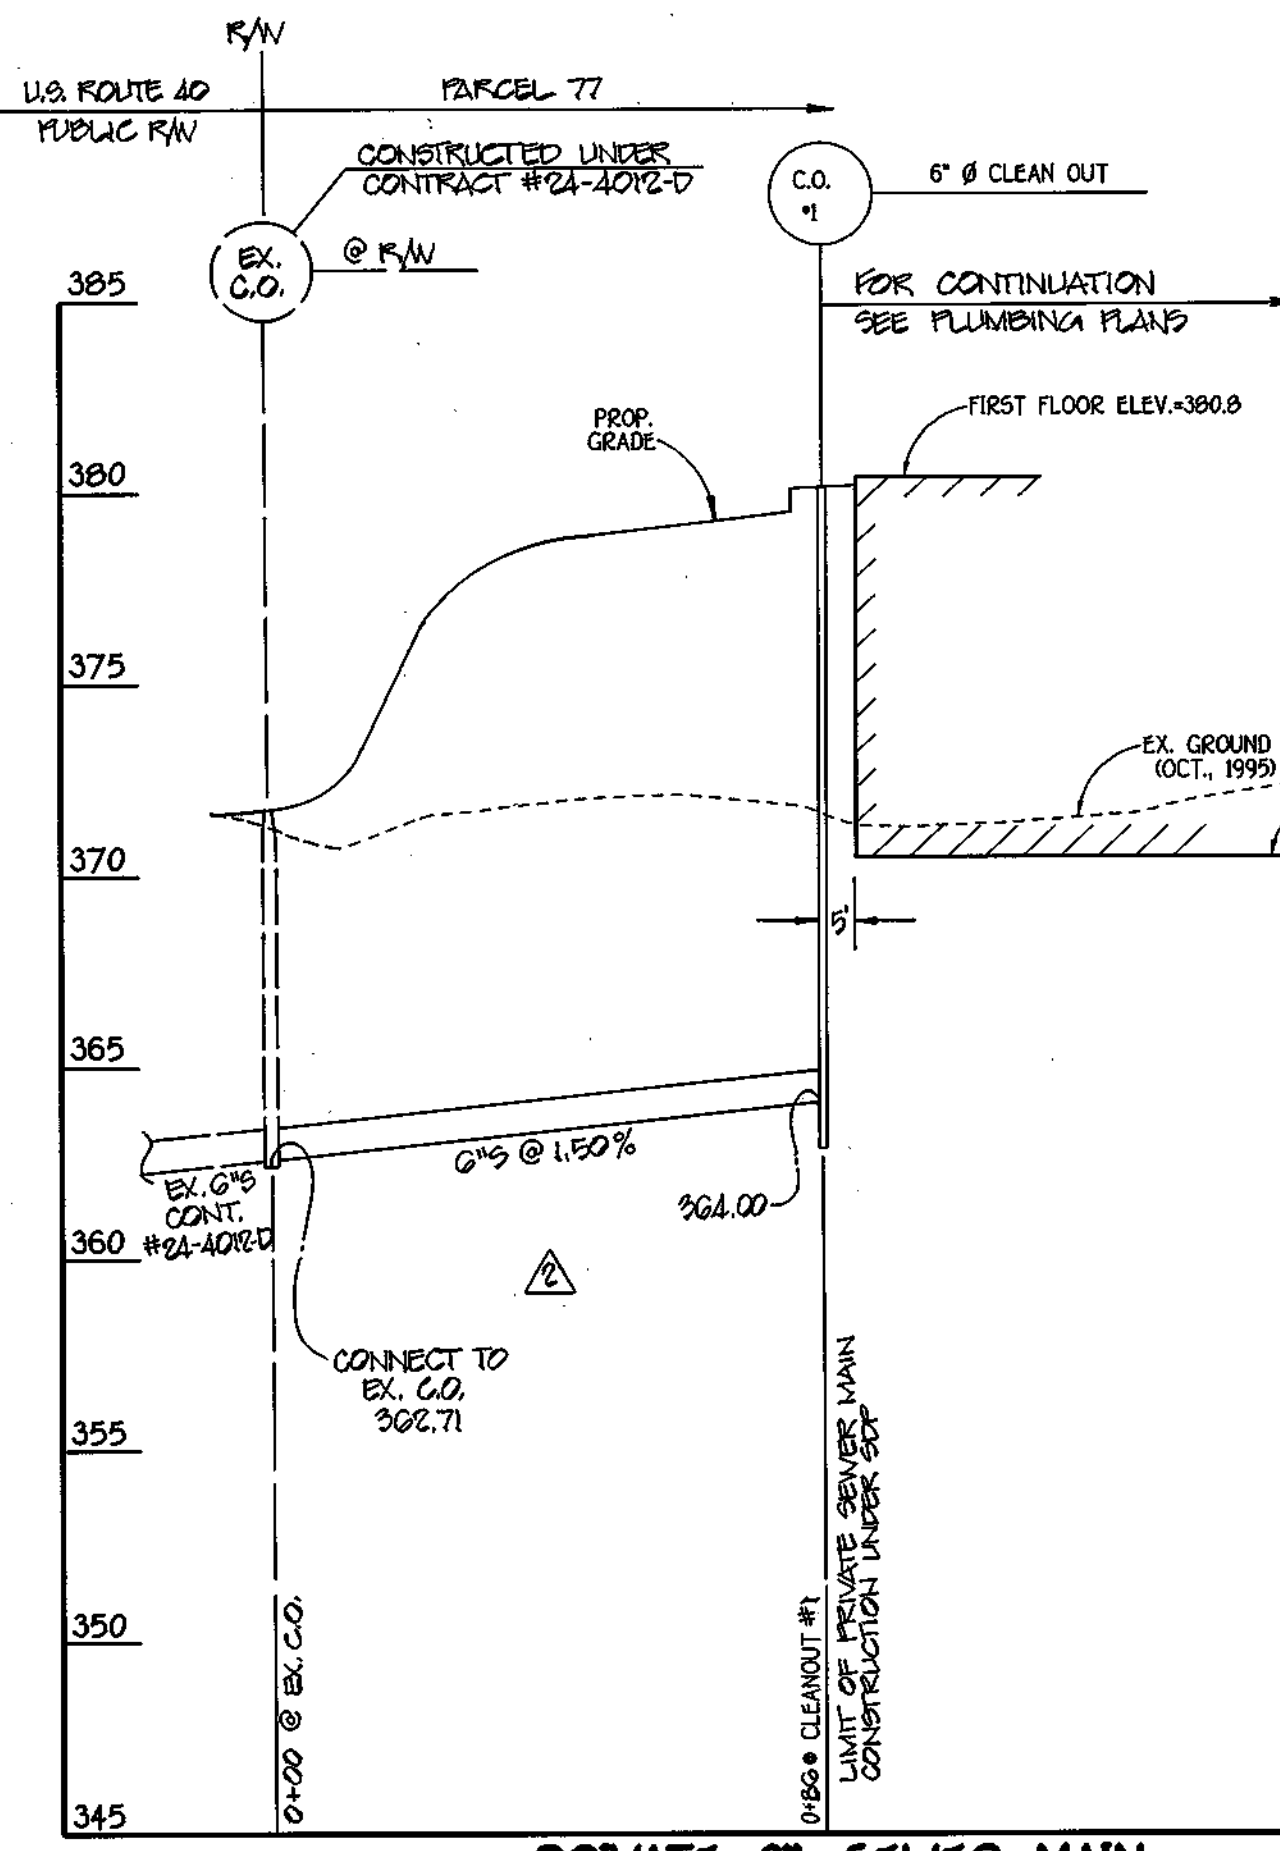 R/W
U.S. ROUTE 40
PUBLIC R/W
PARCEL 77
CONSTRUCTED UNDER
CONTRACT #24-4012-D
EX.
C.O.
@ R/W
C.O.
#1
6" Ø CLEAN OUT
FOR CONTINUATION
SEE PLUMBING PLANS
385
FIRST FLOOR ELEV.=380.8
PROP.
GRADE
380
375
EX. GROUND
(OCT., 1995)
370
5'
365
6"S @ 1.50%
EX. 6"S
CONT.
#24-4012-D
364.00
360
2
CONNECT TO
EX. C.O.
362.71
355
350
345
0+00 @ EX. C.O.
0+86 @ CLEANOUT #1
LIMIT OF PRIVATE SEWER MAIN
CONSTRUCTION UNDER SDP